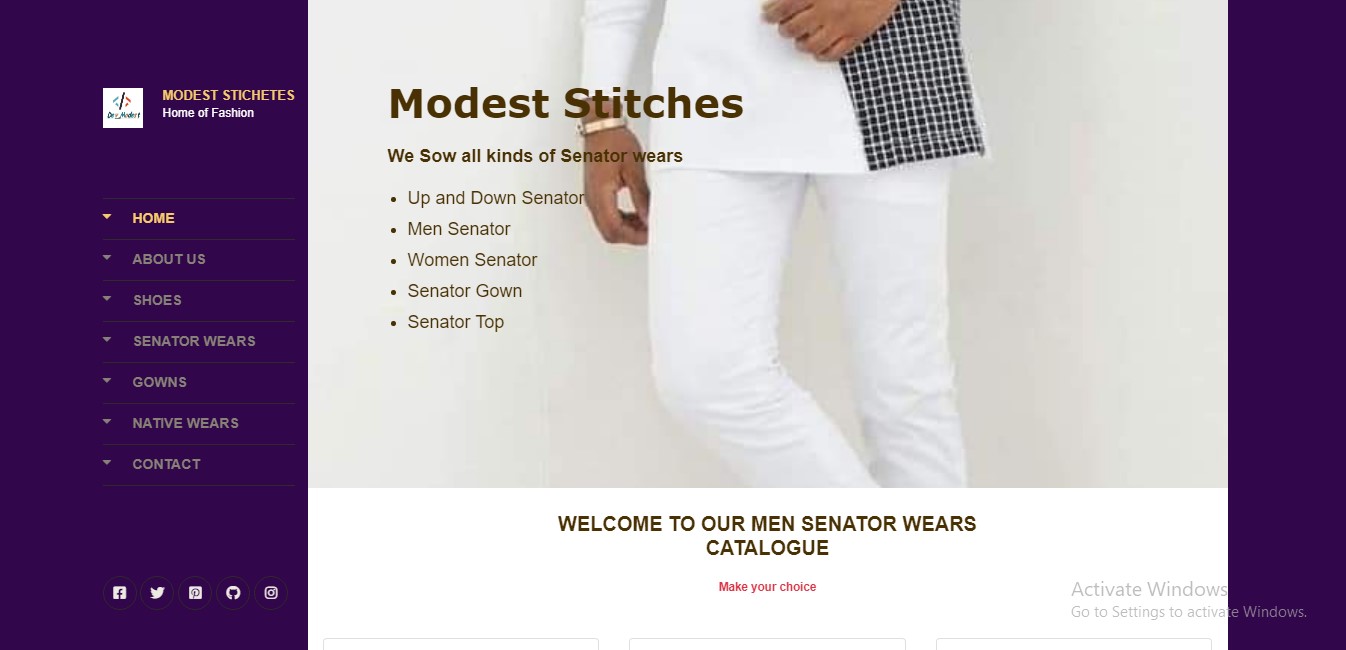 Dev_Modest
MODEST STICHETES
Home of Fashion
HOME
ABOUT US
SHOES
SENATOR WEARS
GOWNS
NATIVE WEARS
CONTACT
Modest Stitches
We Sow all kinds of Senator wears
Up and Down Senator
Men Senator
Women Senator
Senator Gown
Senator Top
WELCOME TO OUR MEN SENATOR WEARS
CATALOGUE
Make your choice
Activate Windows
Go to Settings to activate Windows.